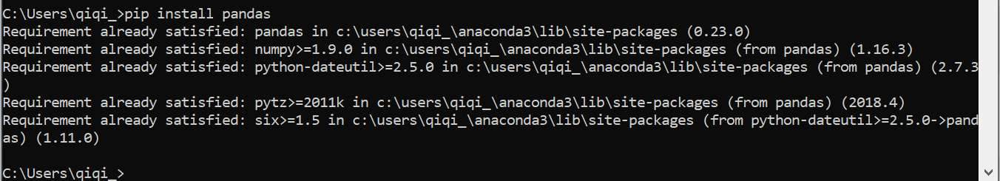 C:\Users\qiqi_>pip install pandas
Requirement already satisfied: pandas in c:\users\qiqi_\anaconda3\lib\site-packages (0.23.0)
Requirement already satisfied: numpy>=1.9.0 in c:\users\qiqi_\anaconda3\lib\site-packages (from pandas) (1.16.3)
Requirement already satisfied: python-dateutil>=2.5.0 in c:\users\qiqi_\anaconda3\lib\site-packages (from pandas) (2.7.3
)
Requirement already satisfied: pytz>=2011k in c:\users\qiqi_\anaconda3\lib\site-packages (from pandas) (2018.4)
Requirement already satisfied: six>=1.5 in c:\users\qiqi_\anaconda3\lib\site-packages (from python-dateutil>=2.5.0->pand
as) (1.11.0)
C:\Users\qiqi_>